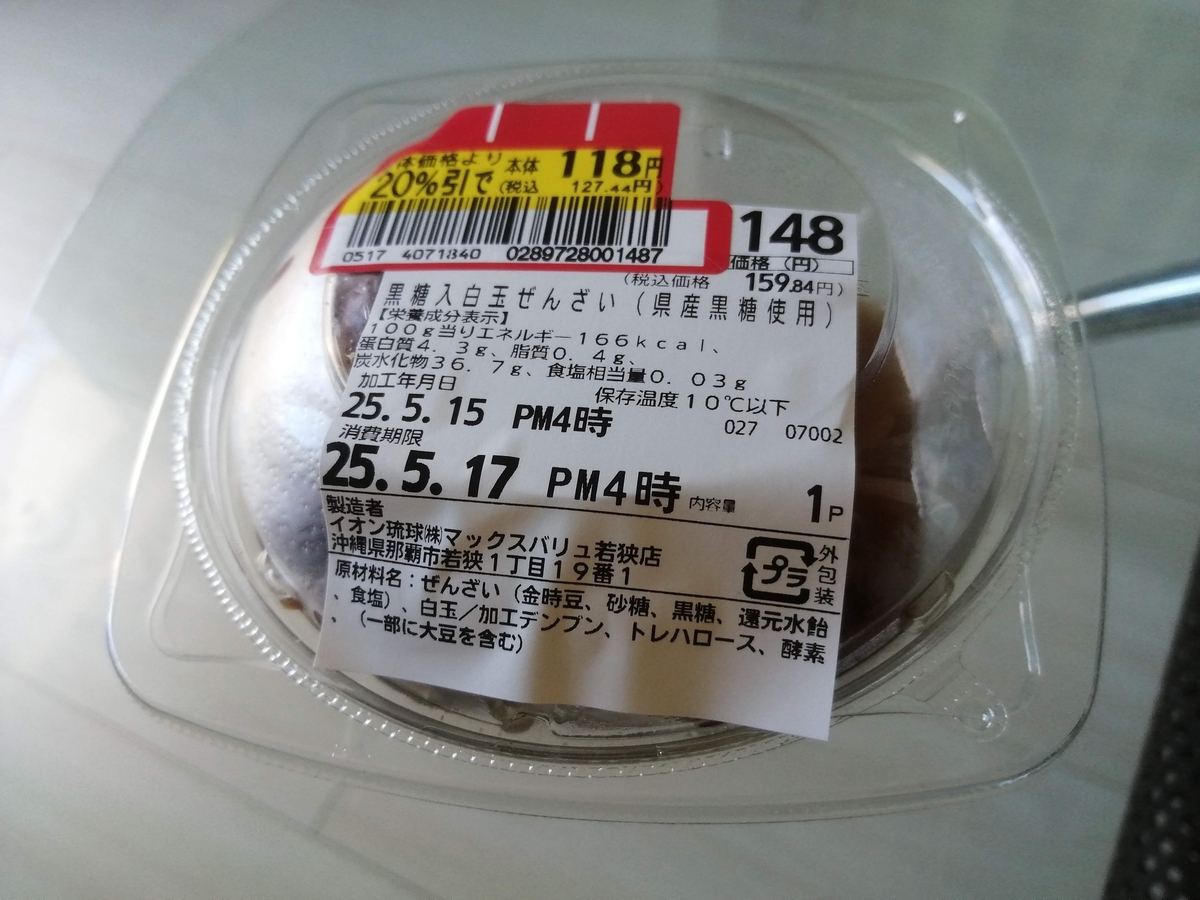 体価格より 本体 118円
20%引で (税込 127.44円)
0517 4071840 0289728001487
148
価格 (円)
(税込価格 159.84円)
黒糖入白玉ぜんざい (県産黒糖使用)
【栄養成分表示】
100g当りエネルギー166kcal、
蛋白質4.3g、脂質0.4g、
炭水化物36.7g、食塩相当量0.03g
加工年月日 保存温度10℃以下
25.5.15 PM4時 027 07002
消費期限
25.5.17 PM4時 内容量 1P
製造者
イオン琉球㈱マックスバリュ若狭店
沖縄県那覇市若狭1丁目19番1
プラ 外包装
原材料名:ぜんざい(金時豆、砂糖、黒糖、還元水飴
、食塩)、白玉/加工デンプン、トレハロース、酵素
、(一部に大豆を含む)